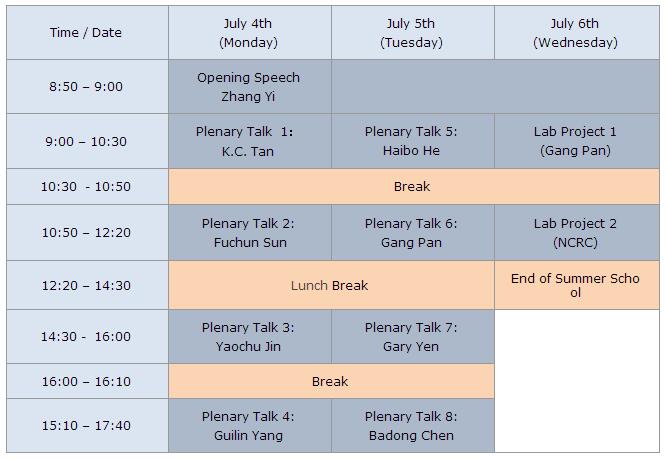 Time / Date
July 4th
(Monday)
July 5th
(Tuesday)
July 6th
(Wednesday)
8:50 – 9:00
Opening Speech
Zhang Yi
9:00 – 10:30
Plenary Talk  1:
K.C. Tan
Plenary Talk 5:
Haibo He
Lab Project 1
(Gang Pan)
10:30  - 10:50
Break
10:50 – 12:20
Plenary Talk 2:
Fuchun Sun
Plenary Talk 6:
Gang Pan
Lab Project 2
(NCRC)
12:20 – 14:30
Lunch Break
End of Summer Scho
ol
14:30 -  16:00
Plenary Talk 3:
Yaochu Jin
Plenary Talk 7:
Gary Yen
16:00 – 16:10
Break
15:10 – 17:40
Plenary Talk 4:
Guilin Yang
Plenary Talk 8:
Badong Chen